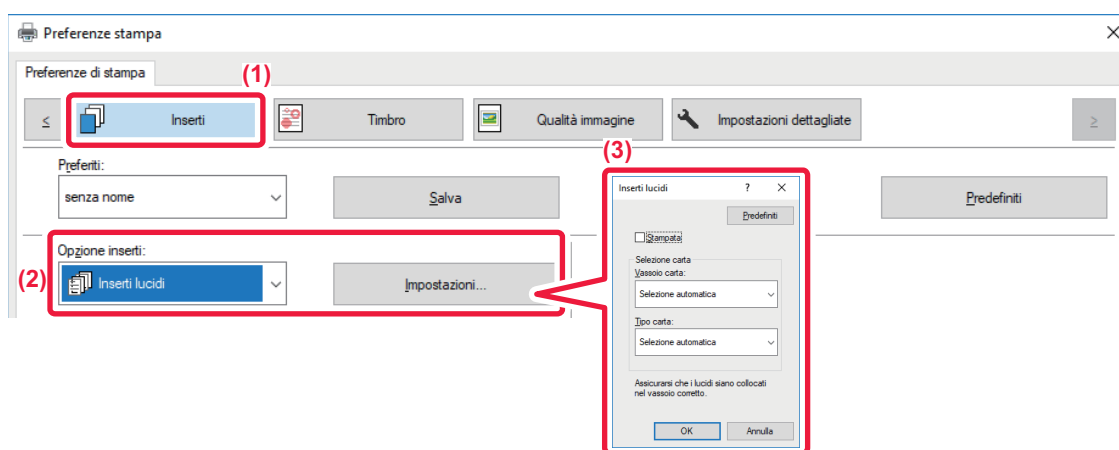 Preferenze stampa
Preferenze di stampa
(1)
<
Inserti
Timbro
Qualità immagine
Impostazioni dettagliate
>
Preferiti:
senza nome
Salva
Predefiniti
(2)
Opzione inserti:
Inserti lucidi
Impostazioni...
(3)
Inserti lucidi
?
Predefiniti
Stampata
Selezione carta
Vassoio carta:
Selezione automatica
Tipo carta:
Selezione automatica
Assicurarsi che i lucidi siano collocati
nel vassoio corretto.
OK
Annulla